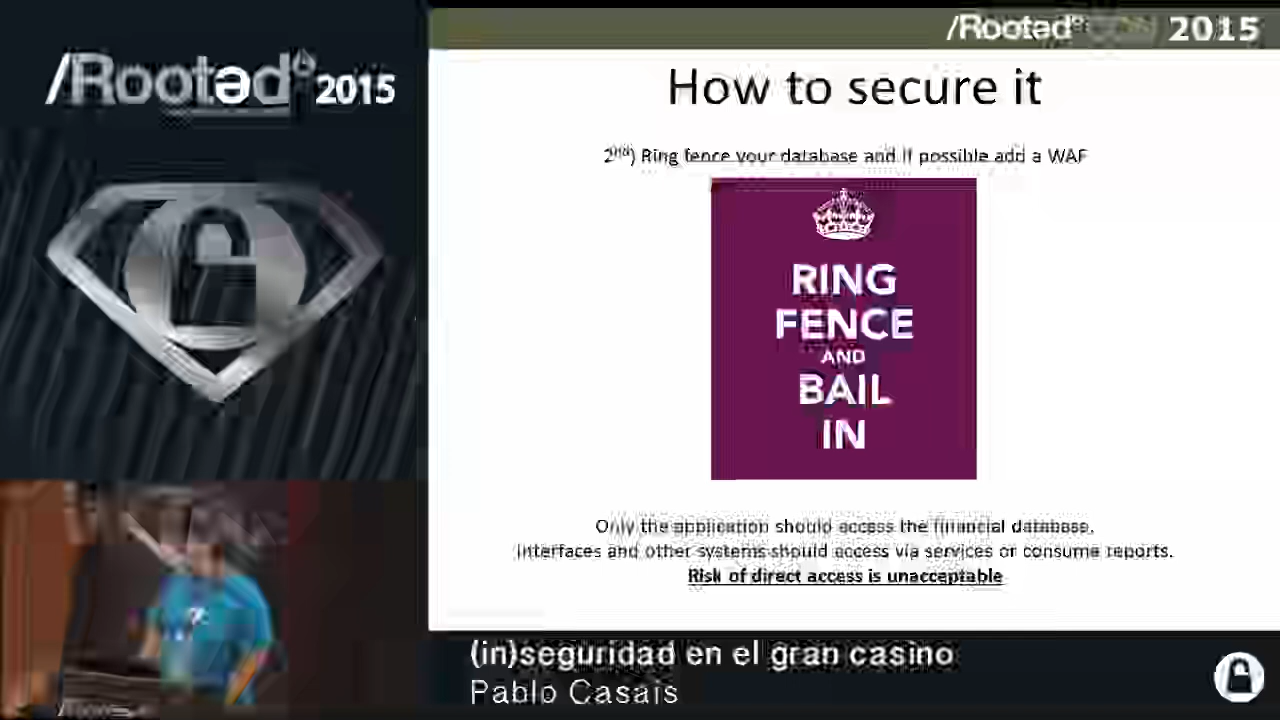 /Rooted 2015
/Rooted 2015
How to secure it
2nd) Ring fence your database and if possible add a WAF
RING
FENCE
AND
BAIL
IN
Only the application should access the financial database.
Interfaces and other systems should access via services or consume reports.
Risk of direct access is unacceptable
(in)seguridad en el gran casino
Pablo Casais